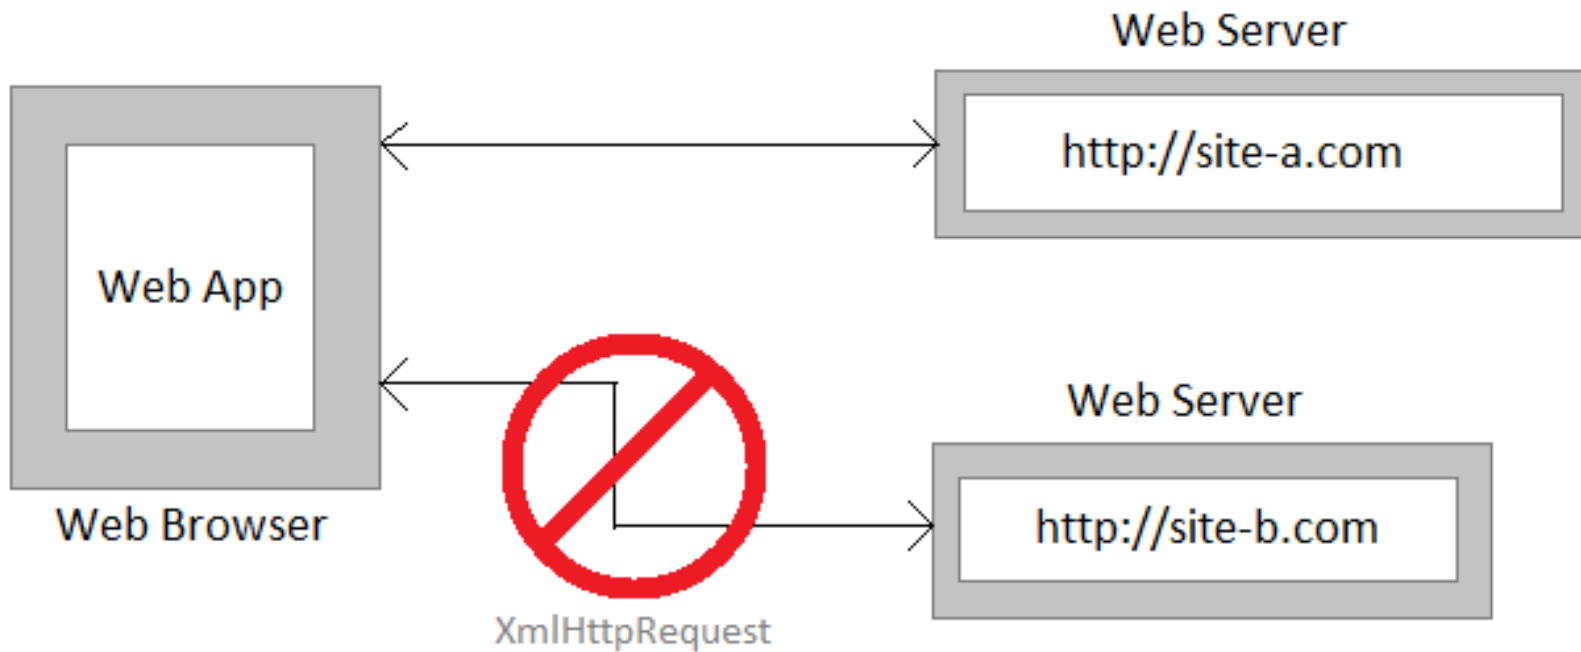 Web Server
http://site-a.com
Web App
Web Server
http://site-b.com
Web Browser
XmlHttpRequest